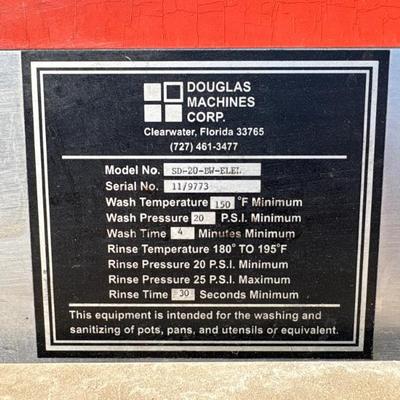 DOUGLAS
MACHINES
CORP.
Clearwater, Florida 33765
(727) 461-3477
Model No. SD-20-BW-ELEL
Serial No. 11/9773
Wash Temperature 150 °F Minimum
Wash Pressure 20 P.S.I. Minimum
Wash Time 4 Minutes Minimum
Rinse Temperature 180° TO 195°F
Rinse Pressure 20 P.S.I. Minimum
Rinse Pressure 25 P.S.I. Maximum
Rinse Time 30 Seconds Minimum
This equipment is intended for the washing and
sanitizing of pots, pans, and utensils or equivalent.